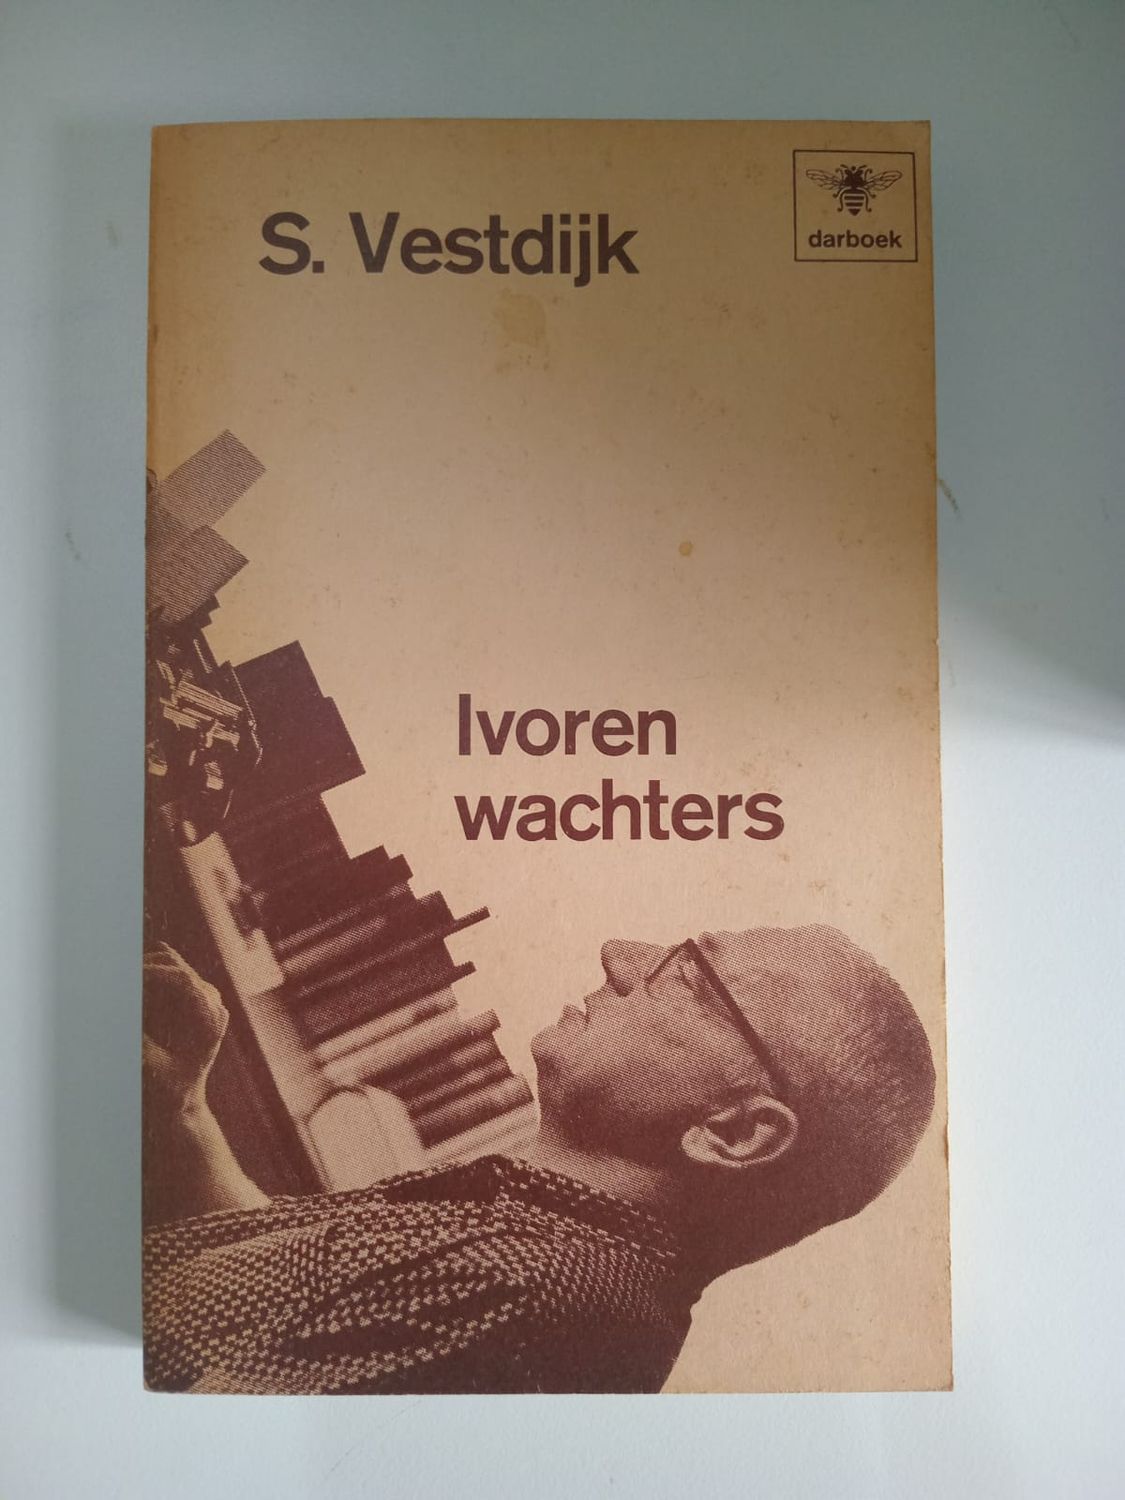 S. Vestdijk
darboek
Ivoren
wachters